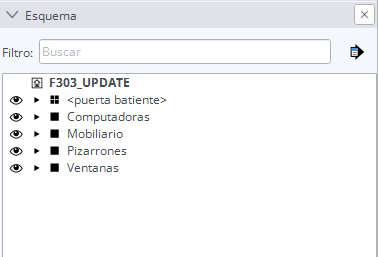 Esquema
Filtro: Buscar
F303_UPDATE
<puerta batiente>
Computadoras
Mobiliario
Pizarrones
Ventanas